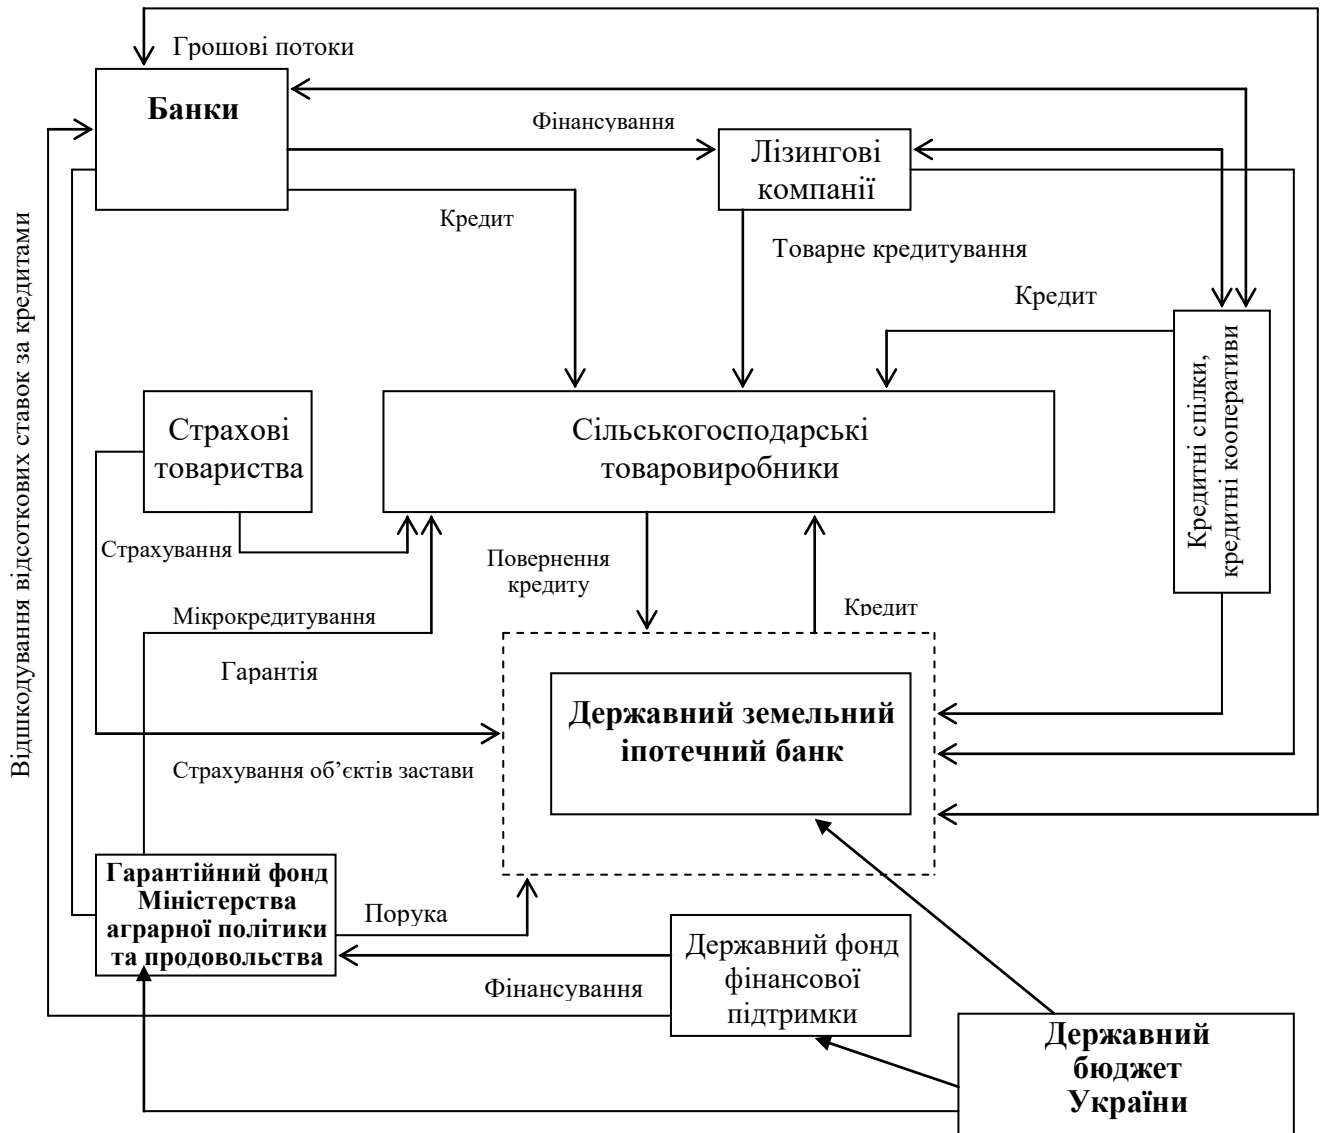 Грошові потоки
Банки
Фінансування
Лізингові
компанії
Кредит
Товарне кредитування
Кредит
Відшкодування відсоткових ставок за кредитами
Кредитні спілки,
кредитні кооперативи
Страхові
товариства
Сільськогосподарські
товаровиробники
Страхування
Повернення
кредиту
Мікрокредитування
Кредит
Гарантія
Державний земельний
іпотечний банк
Страхування об’єктів застави
Гарантійний фонд
Міністерства
аграрної політики
та продовольства
Порука
Державний фонд
фінансової
підтримки
Фінансування
Державний
бюджет
України